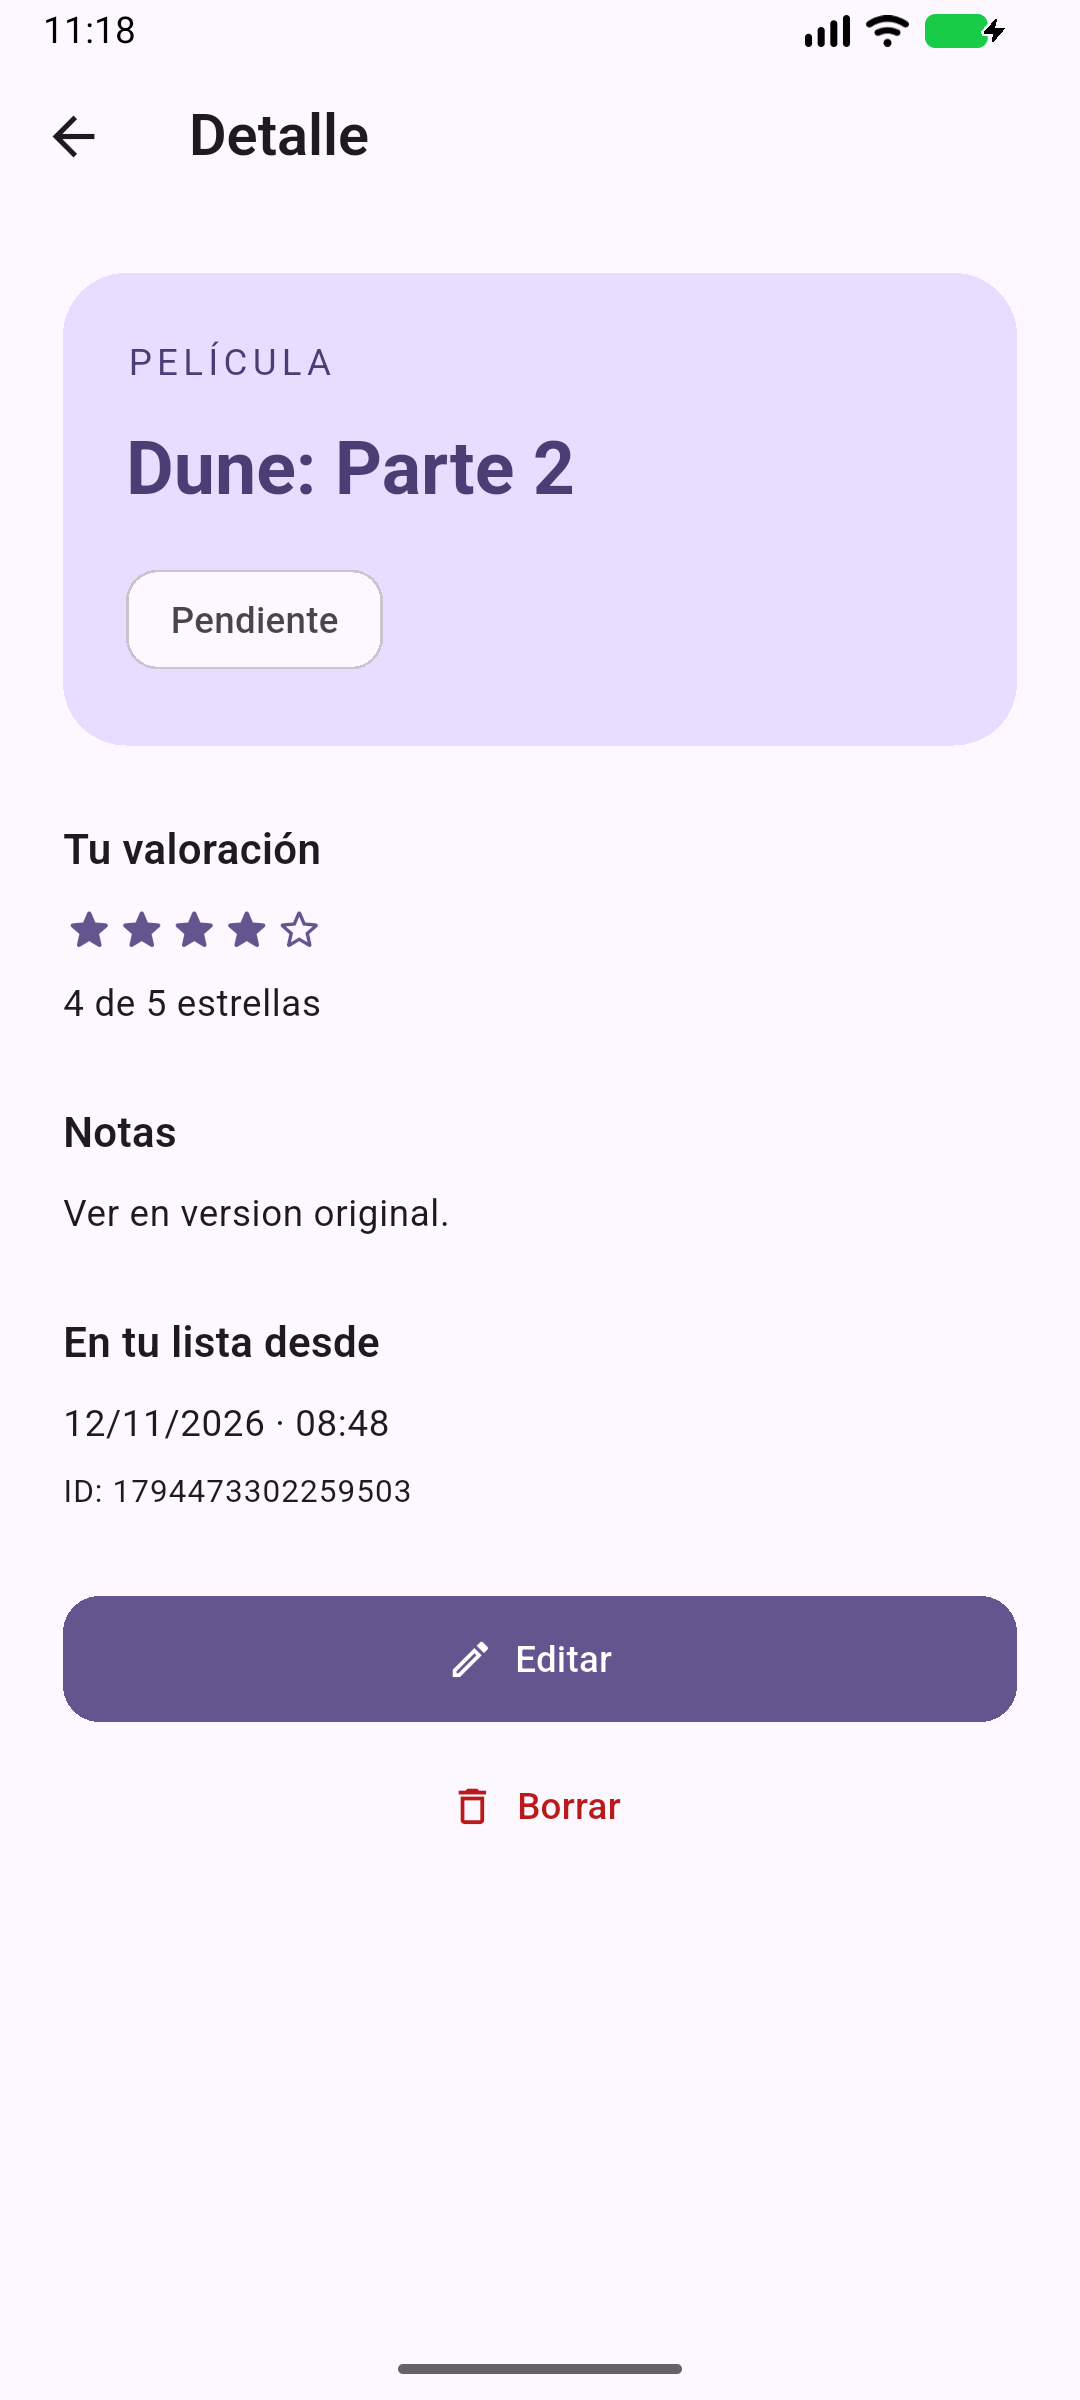 11:18
Detalle
PELÍCULA
Dune: Parte 2
Pendiente
Tu valoración
4 de 5 estrellas
Notas
Ver en version original.
En tu lista desde
12/11/2026 · 08:48
ID: 1794473302259503
Editar
Borrar